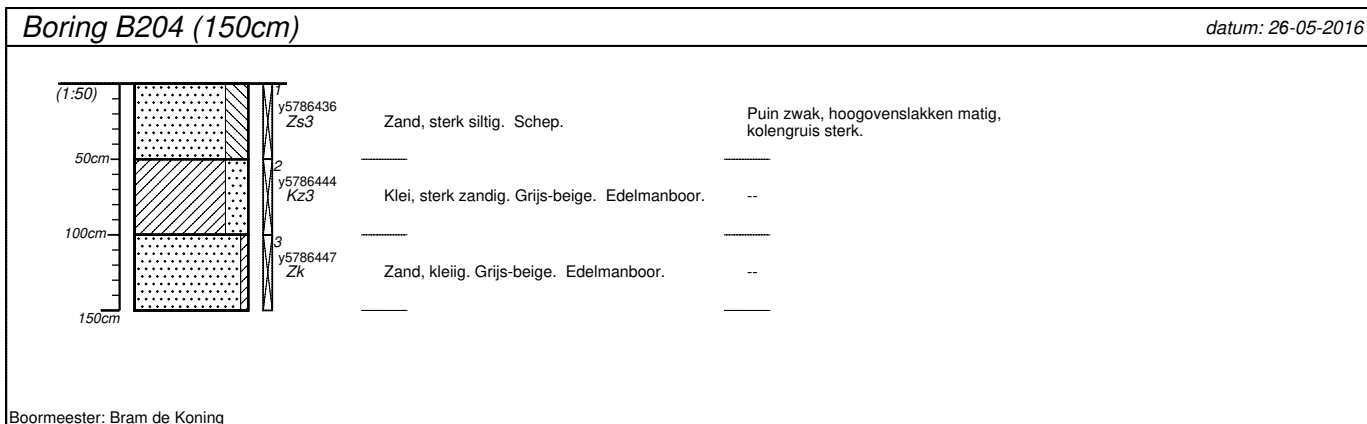 Boring B204 (150cm)
datum: 26-05-2016
(1:50)
1
y5786436
Zs3
Zand, sterk siltig. Schep.
Puin zwak, hoogovenslakken matig,
kolengruis sterk.
50cm
2
y5786444
Kz3
Klei, sterk zandig. Grijs-beige. Edelmanboor.
--
100cm
3
y5786447
Zk
Zand, kleiig. Grijs-beige. Edelmanboor.
--
150cm
Boormeester: Bram de Koning